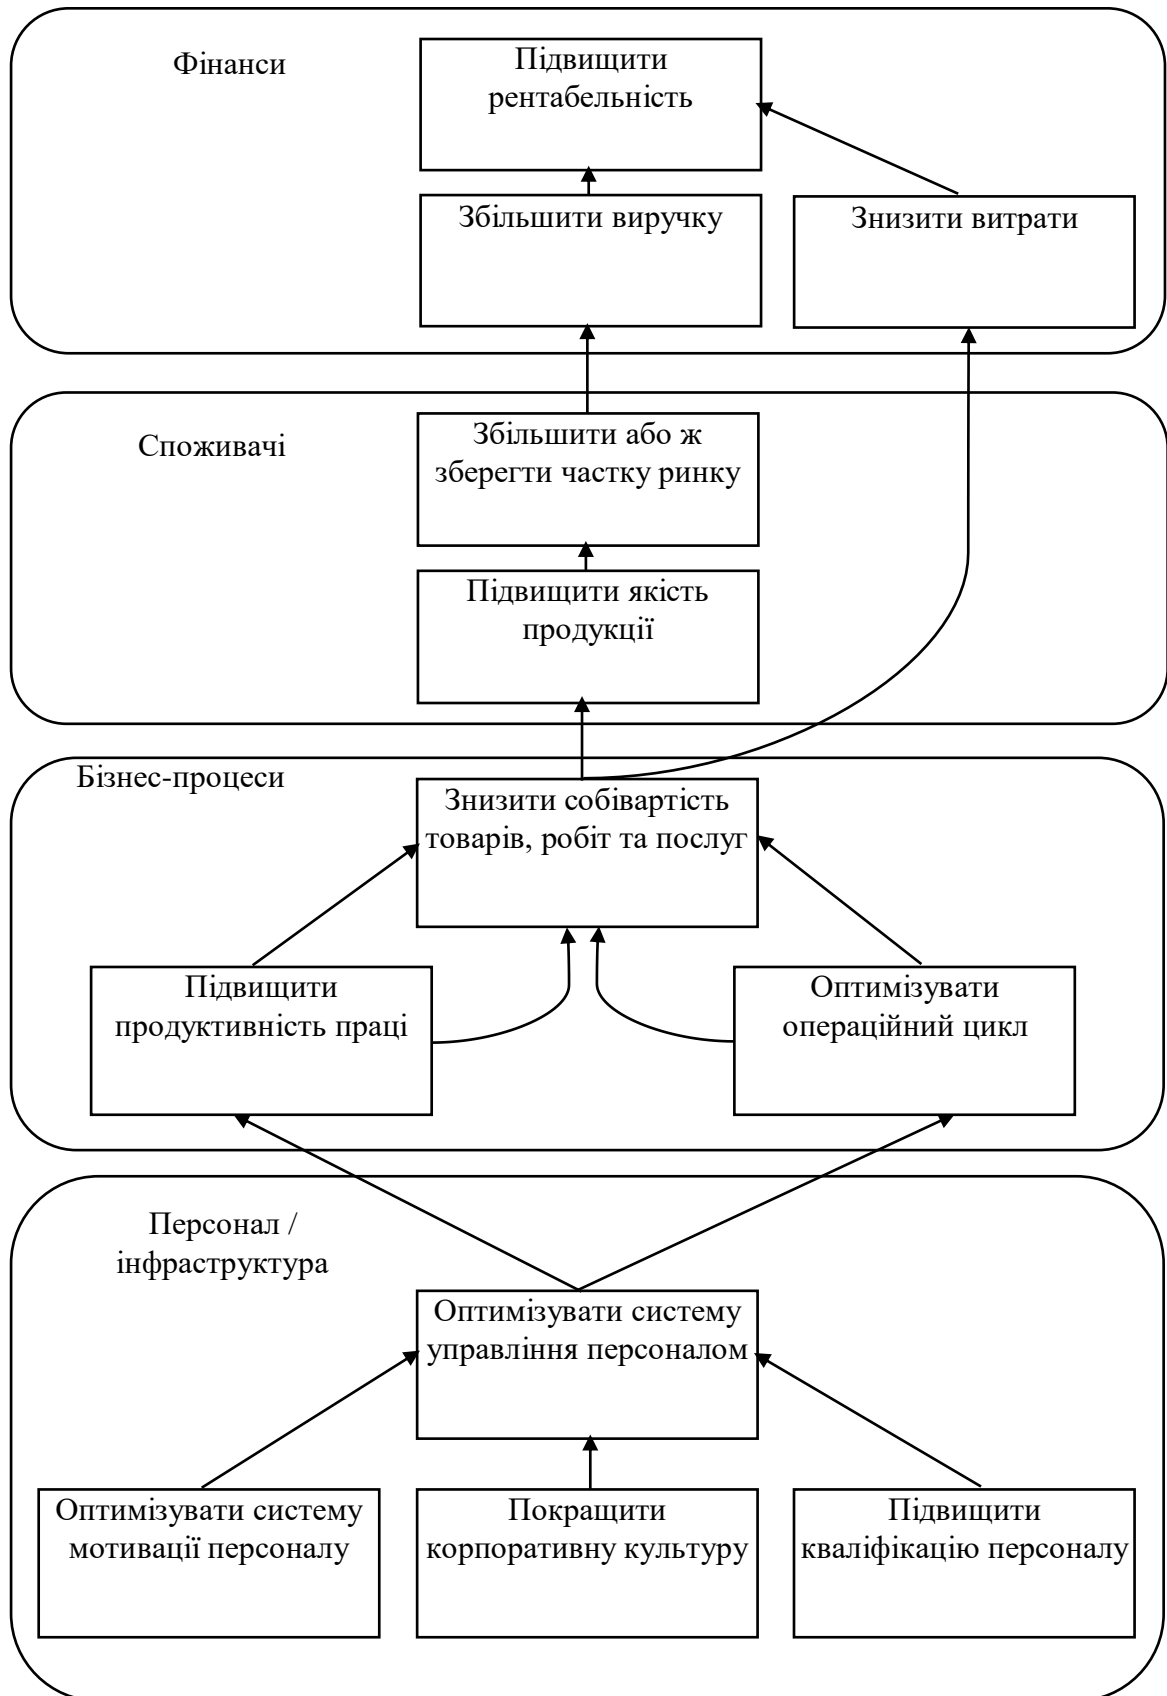 Фінанси
Підвищити
рентабельність
Збільшити виручку
Знизити витрати
Споживачі
Збільшити або ж
зберегти частку ринку
Підвищити якість
продукції
Бізнес-процеси
Знизити собівартість
товарів, робіт та послуг
Підвищити
продуктивність праці
Оптимізувати
операційний цикл
Персонал /
інфраструктура
Оптимізувати систему
управління персоналом
Оптимізувати систему
мотивації персоналу
Покращити
корпоративну культуру
Підвищити
кваліфікацію персоналу